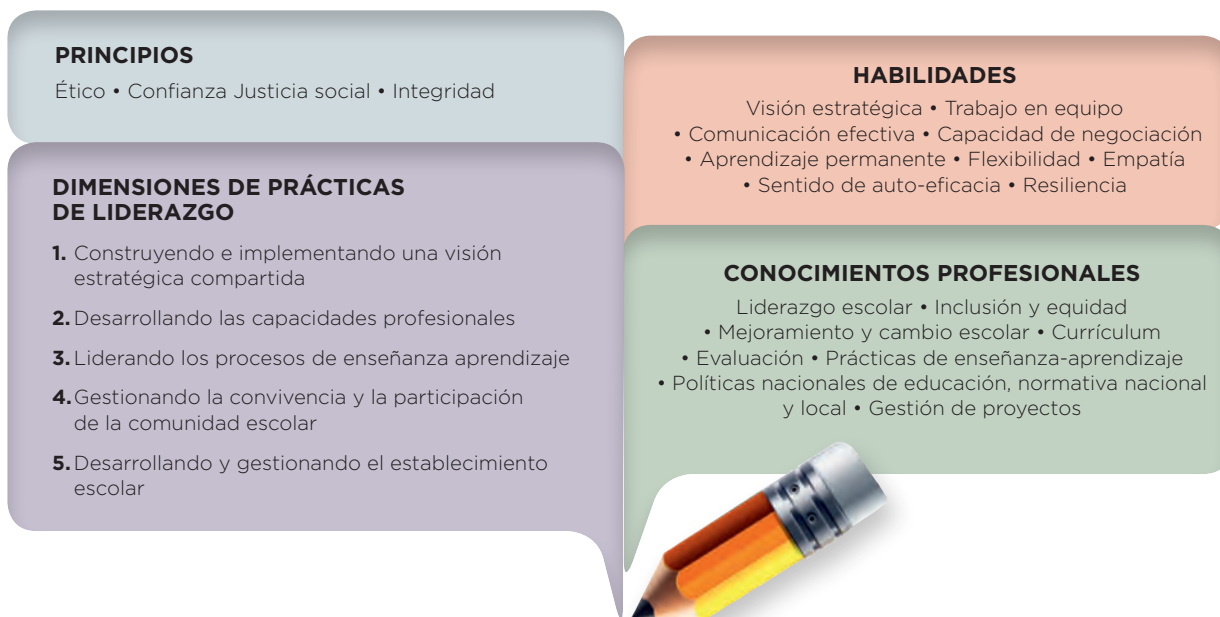 PRINCIPIOS
Ético • Confianza Justicia social • Integridad
DIMENSIONES DE PRÁCTICAS
DE LIDERAZGO
1. Construyendo e implementando una visión
estratégica compartida
2. Desarrollando las capacidades profesionales
3. Liderando los procesos de enseñanza aprendizaje
4. Gestionando la convivencia y la participación
de la comunidad escolar
5. Desarrollando y gestionando el establecimiento
escolar
HABILIDADES
Visión estratégica • Trabajo en equipo
• Comunicación efectiva • Capacidad de negociación
• Aprendizaje permanente • Flexibilidad • Empatía
• Sentido de auto-eficacia • Resiliencia
CONOCIMIENTOS PROFESIONALES
Liderazgo escolar • Inclusión y equidad
• Mejoramiento y cambio escolar • Currículum
• Evaluación • Prácticas de enseñanza-aprendizaje
• Políticas nacionales de educación, normativa nacional
y local • Gestión de proyectos